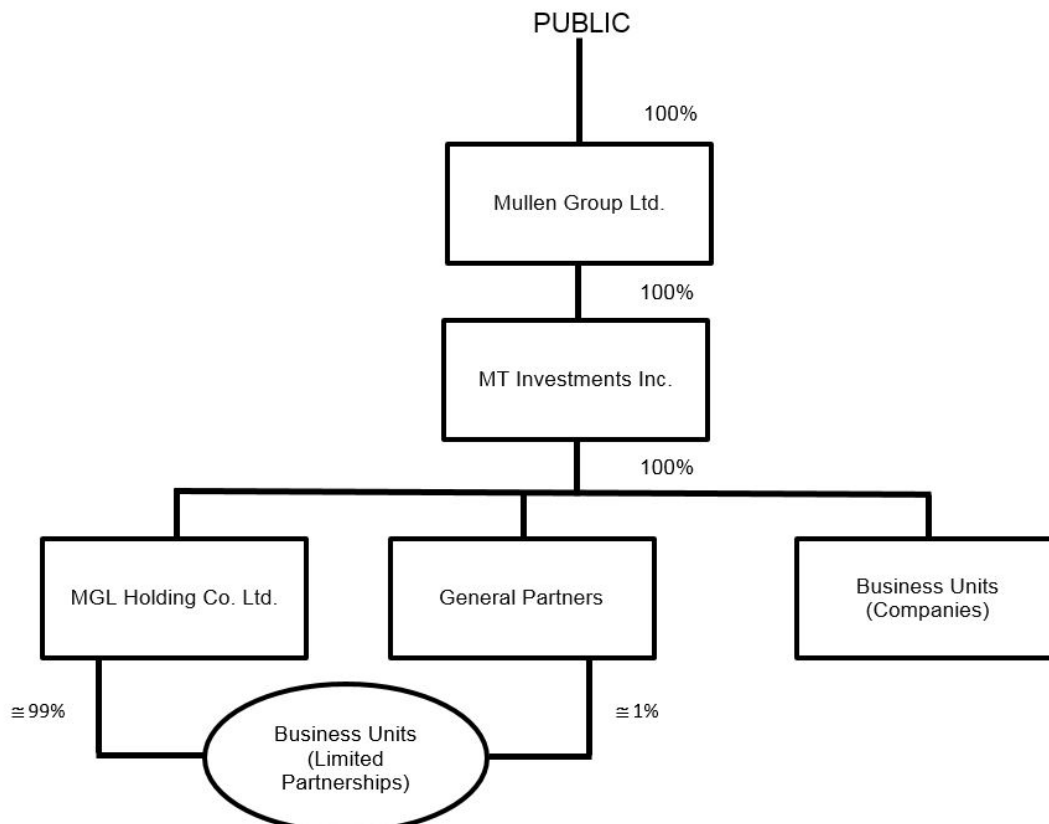 PUBLIC
100%
Mullen Group Ltd.
100%
MT Investments Inc.
100%
MGL Holding Co. Ltd.
General Partners
Business Units
(Companies)
≅99%
≅1%
Business Units
(Limited
Partnerships)